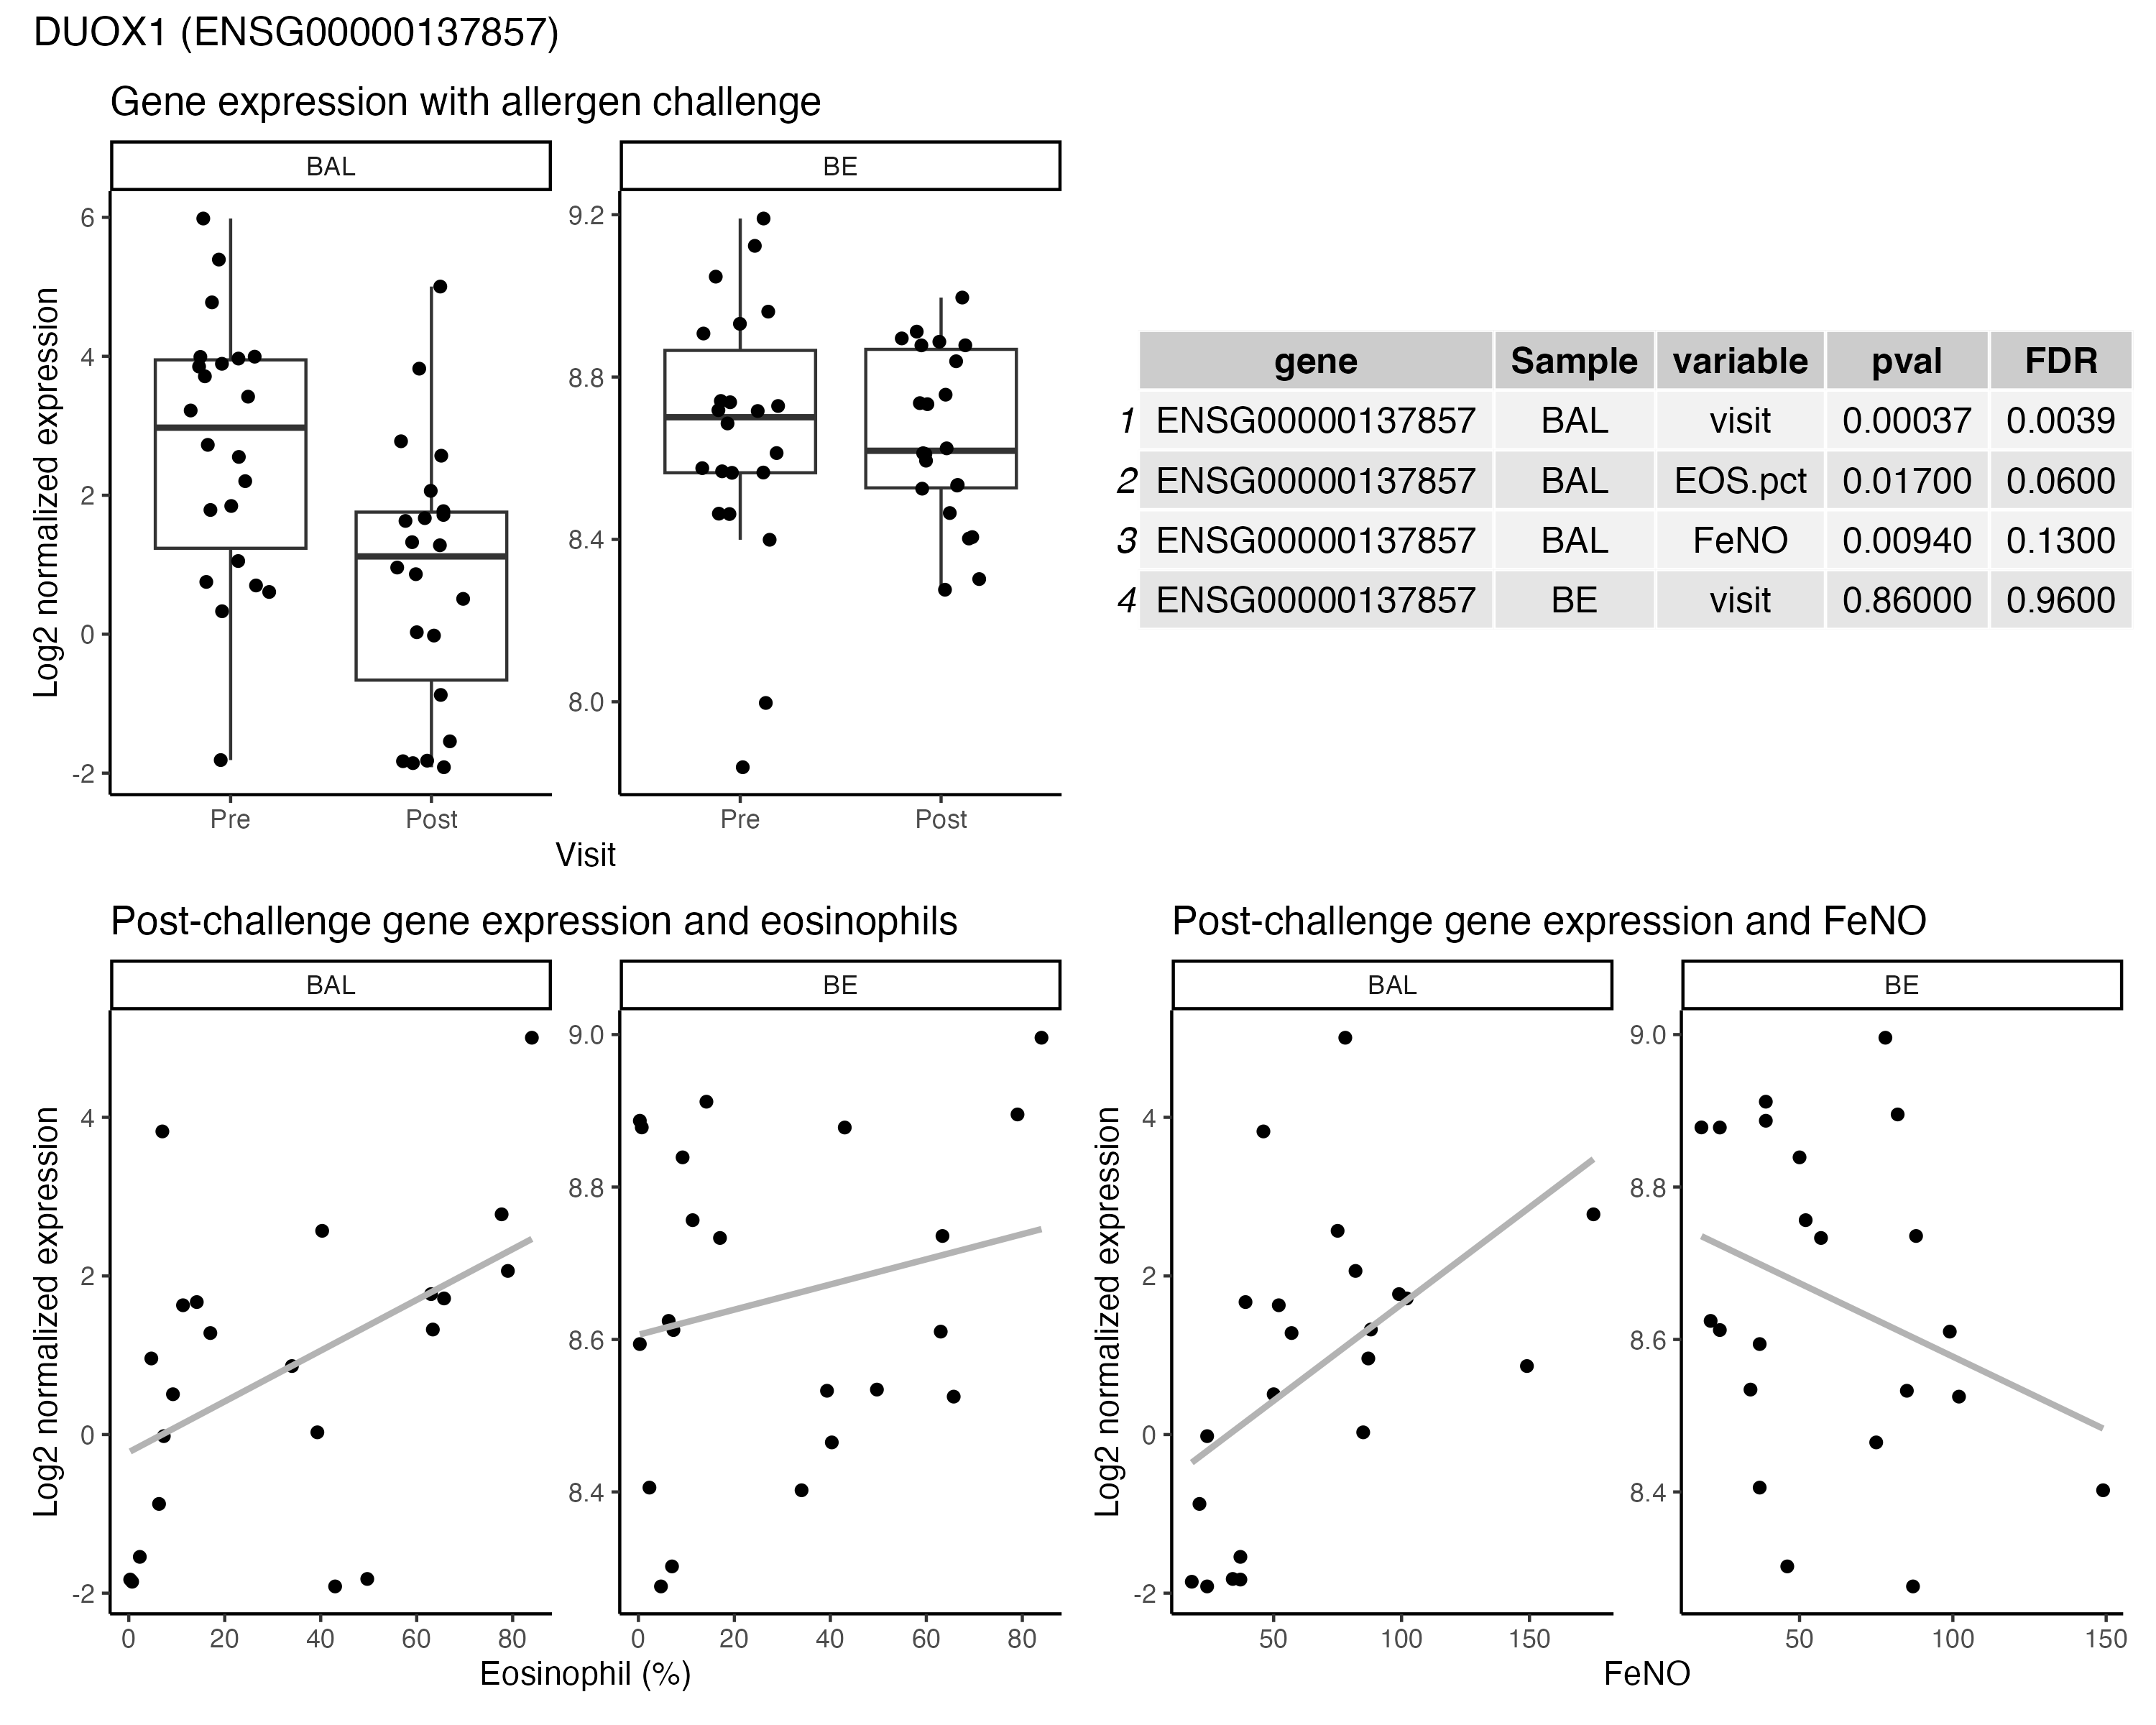 DUOX1 (ENSG00000137857)
Gene expression with allergen challenge
BAL
BE
Log2 normalized expression
6
4
2
0
-2
9.2
8.8
8.4
8.0
Pre
Post
Pre
Post
Visit
gene Sample variable pval FDR
1 ENSG00000137857 BAL visit 0.00037 0.0039
2 ENSG00000137857 BAL EOS.pct 0.01700 0.0600
3 ENSG00000137857 BAL FeNO 0.00940 0.1300
4 ENSG00000137857 BE visit 0.86000 0.9600
Post-challenge gene expression and eosinophils
BAL
BE
Log2 normalized expression
4
2
0
-2
9.0
8.8
8.6
8.4
0 20 40 60 80
0 20 40 60 80
Eosinophil (%)
Post-challenge gene expression and FeNO
BAL
BE
Log2 normalized expression
4
2
0
-2
9.0
8.8
8.6
8.4
50 100 150
50 100 150
FeNO